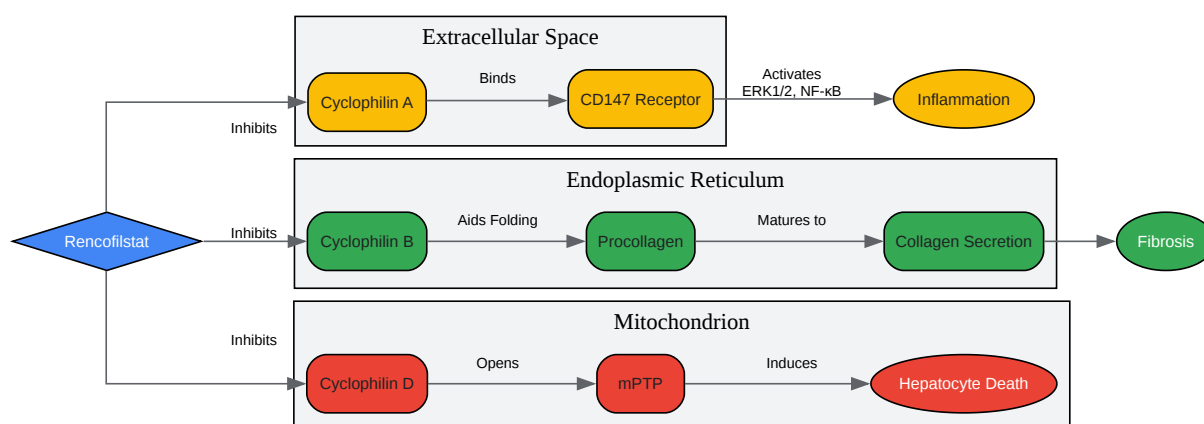 Extracellular Space
Cyclophilin A
Binds
CD147 Receptor
Activates
ERK1/2, NF-κB
Inflammation
Inhibits
Endoplasmic Reticulum
Rencofilstat
Inhibits
Cyclophilin B
Aids Folding
Procollagen
Matures to
Collagen Secretion
Fibrosis
Mitochondrion
Inhibits
Cyclophilin D
Opens
mPTP
Induces
Hepatocyte Death